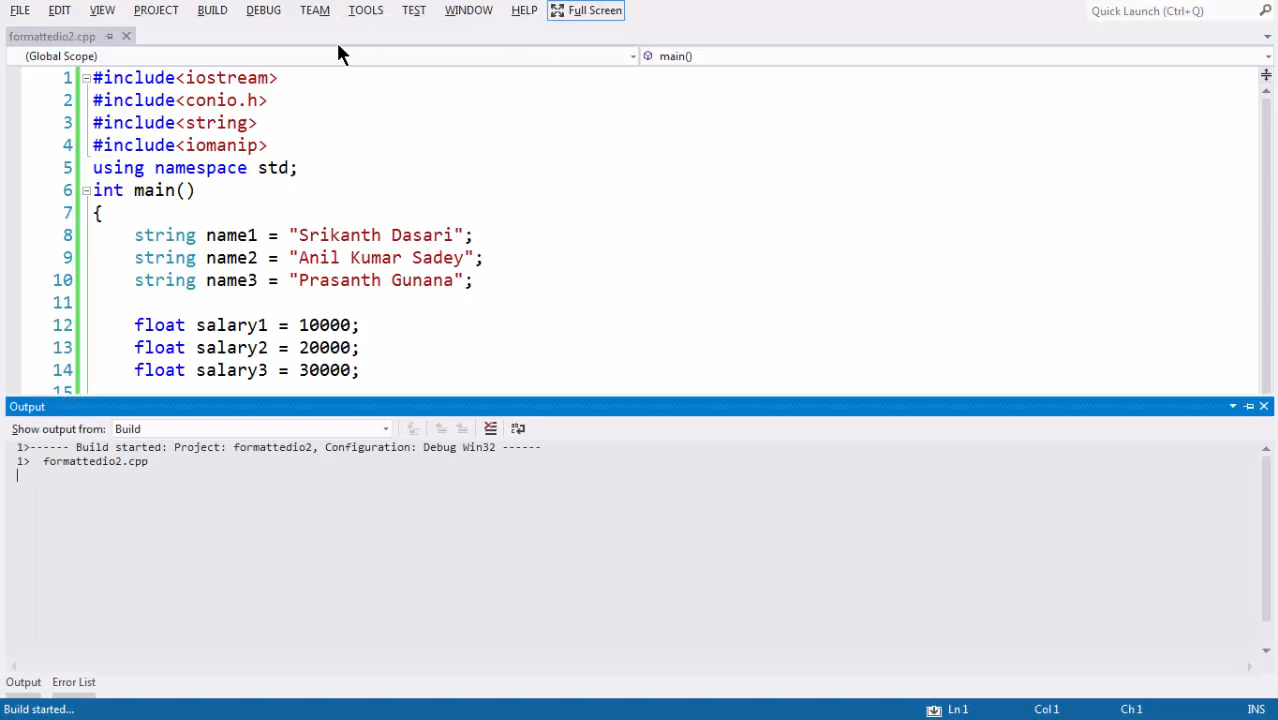 FILE EDIT VIEW PROJECT BUILD DEBUG TEAM TOOLS TEST WINDOW HELP Full Screen Quick Launch (Ctrl+Q)
formattedio2.cpp
(Global Scope) main()
1 #include<iostream>
2 #include<conio.h>
3 #include<string>
4 #include<iomanip>
5 using namespace std;
6 int main()
7 {
8 string name1 = "Srikanth Dasari";
9 string name2 = "Anil Kumar Sadey";
10 string name3 = "Prasanth Gunana";
11
12 float salary1 = 10000;
13 float salary2 = 20000;
14 float salary3 = 30000;
15
Output
Show output from: Build
1>------ Build started: Project: formattedio2, Configuration: Debug Win32 ------
1> formattedio2.cpp
Output Error List
Build started... Ln 1 Col 1 Ch 1 INS